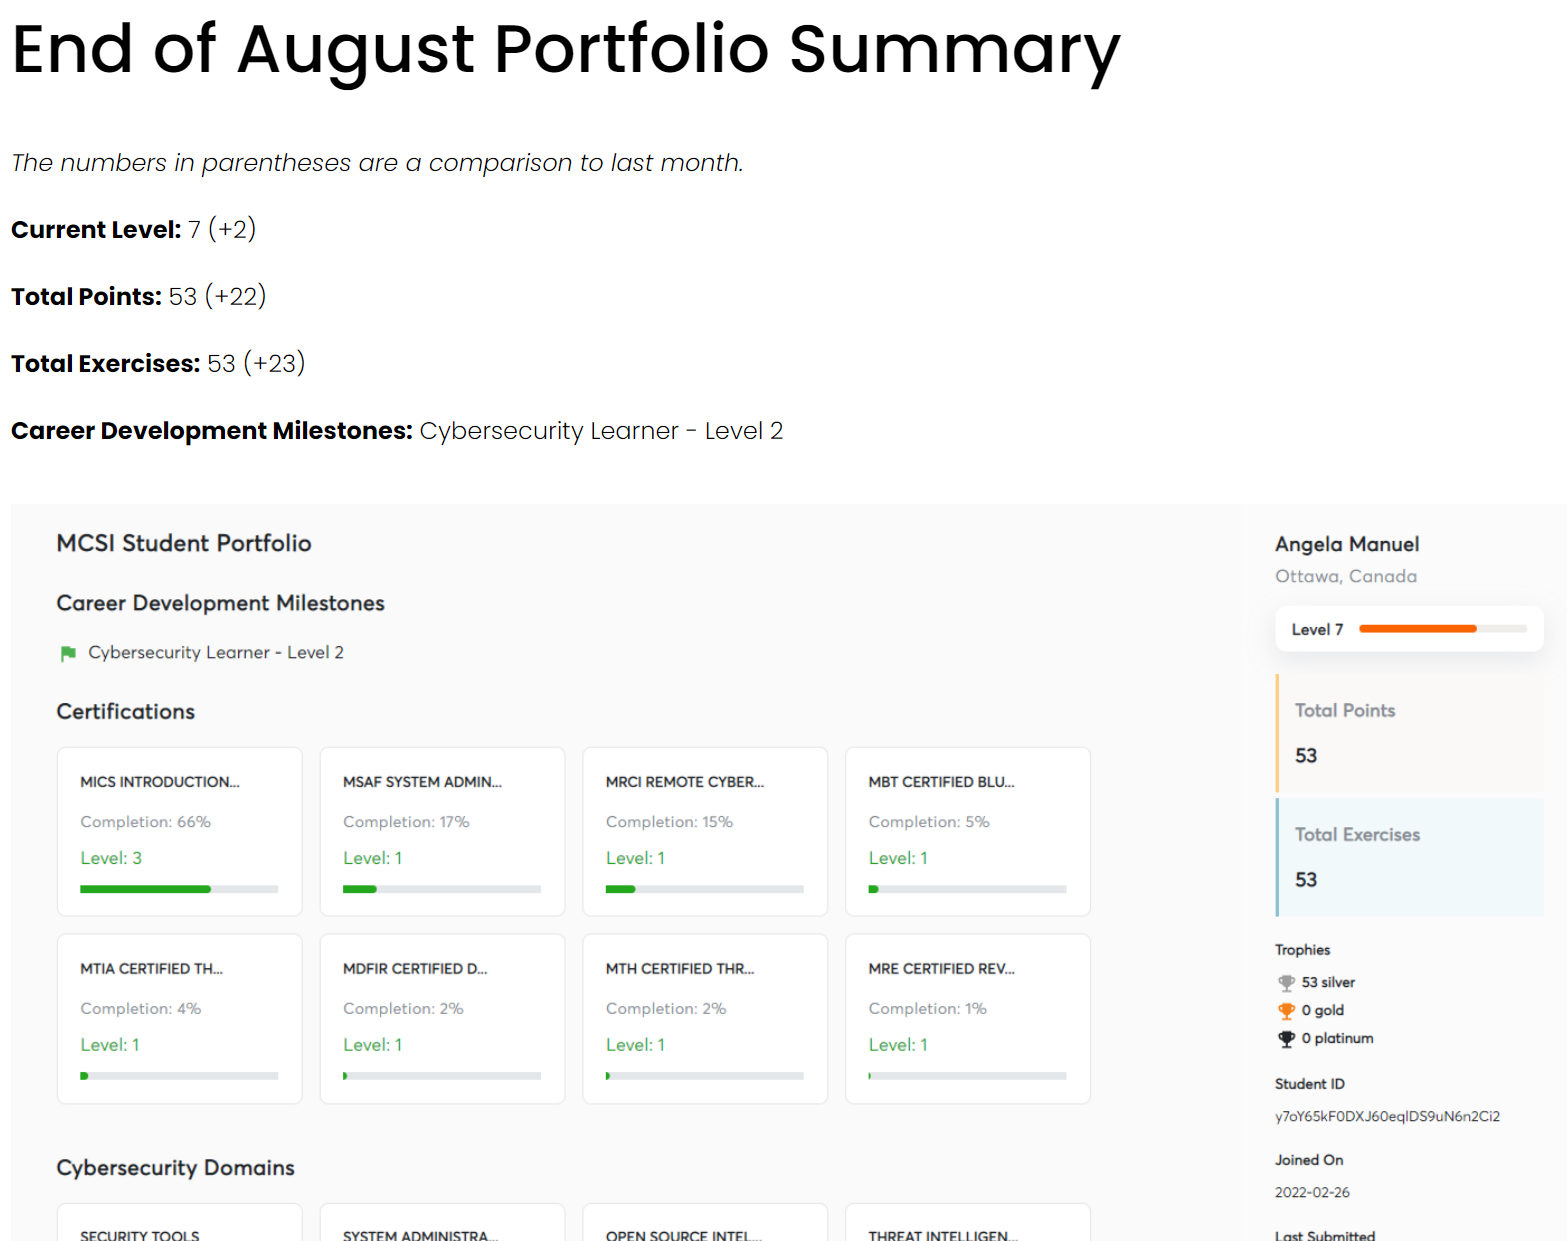 End of August Portfolio Summary
The numbers in parentheses are a comparison to last month.
Current Level: 7 (+2)
Total Points: 53 (+22)
Total Exercises: 53 (+23)
Career Development Milestones: Cybersecurity Learner - Level 2
MCSI Student Portfolio
Career Development Milestones
Cybersecurity Learner - Level 2
Certifications
MICS INTRODUCTION...
Completion: 66%
Level: 3
MSAF SYSTEM ADMIN...
Completion: 17%
Level: 1
MRCI REMOTE CYBER...
Completion: 15%
Level: 1
MBT CERTIFIED BLU...
Completion: 5%
Level: 1
MTIA CERTIFIED TH...
Completion: 4%
Level: 1
MDFIR CERTIFIED D...
Completion: 2%
Level: 1
MTH CERTIFIED THR...
Completion: 2%
Level: 1
MRE CERTIFIED REV...
Completion: 1%
Level: 1
Cybersecurity Domains
SECURITY TOOLS
SYSTEM ADMINISTRA...
OPEN SOURCE INTEL...
THREAT INTELLIGEN...
Angela Manuel
Ottawa, Canada
Level 7
Total Points
53
Total Exercises
53
Trophies
53 silver
0 gold
0 platinum
Student ID
y7oY65kF0DXJ60eqlDS9uN6n2Ci2
Joined On
2022-02-26
Last Submitted